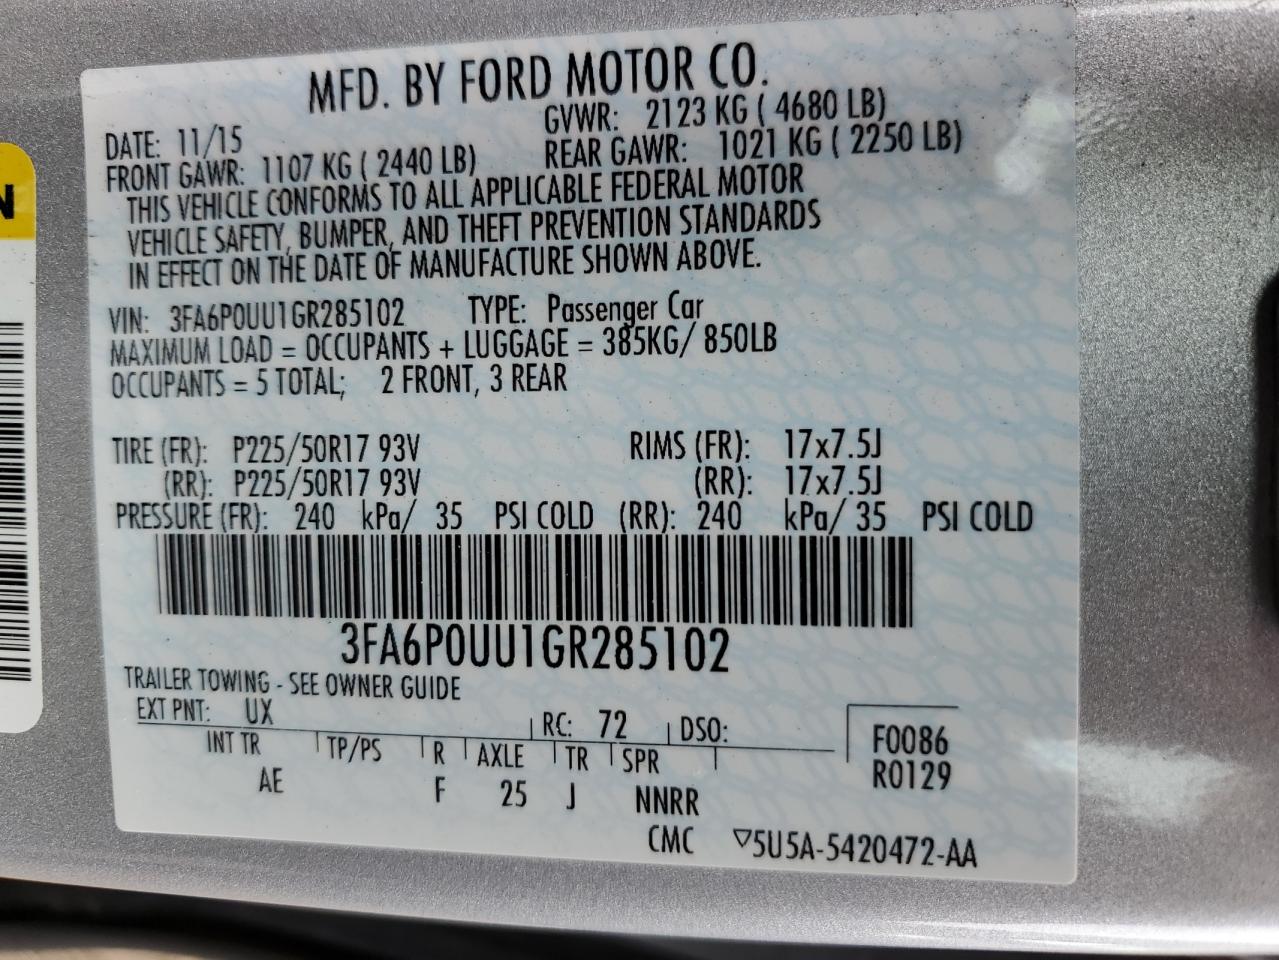 MFD. BY FORD MOTOR CO.
DATE: 11/15 GVWR: 2123 KG ( 4680 LB)
FRONT GAWR: 1107 KG ( 2440 LB) REAR GAWR: 1021 KG ( 2250 LB)
THIS VEHICLE CONFORMS TO ALL APPLICABLE FEDERAL MOTOR
VEHICLE SAFETY, BUMPER, AND THEFT PREVENTION STANDARDS
IN EFFECT ON THE DATE OF MANUFACTURE SHOWN ABOVE.
VIN: 3FA6P0UU1GR285102 TYPE: Passenger Car
MAXIMUM LOAD = OCCUPANTS + LUGGAGE = 385KG/ 850LB
OCCUPANTS = 5 TOTAL; 2 FRONT, 3 REAR
TIRE (FR): P225/50R17 93V RIMS (FR): 17x7.5J
(RR): P225/50R17 93V (RR): 17x7.5J
PRESSURE (FR): 240 kPa/ 35 PSI COLD (RR): 240 kPa/ 35 PSI COLD
3FA6P0UU1GR285102
TRAILER TOWING - SEE OWNER GUIDE
EXT PNT: UX RC: 72 DSO:
INT TR TP/PS R AXLE TR SPR
AE F 25 J NNRR
F0086
R0129
CMC ▽5U5A-5420472-AA
N